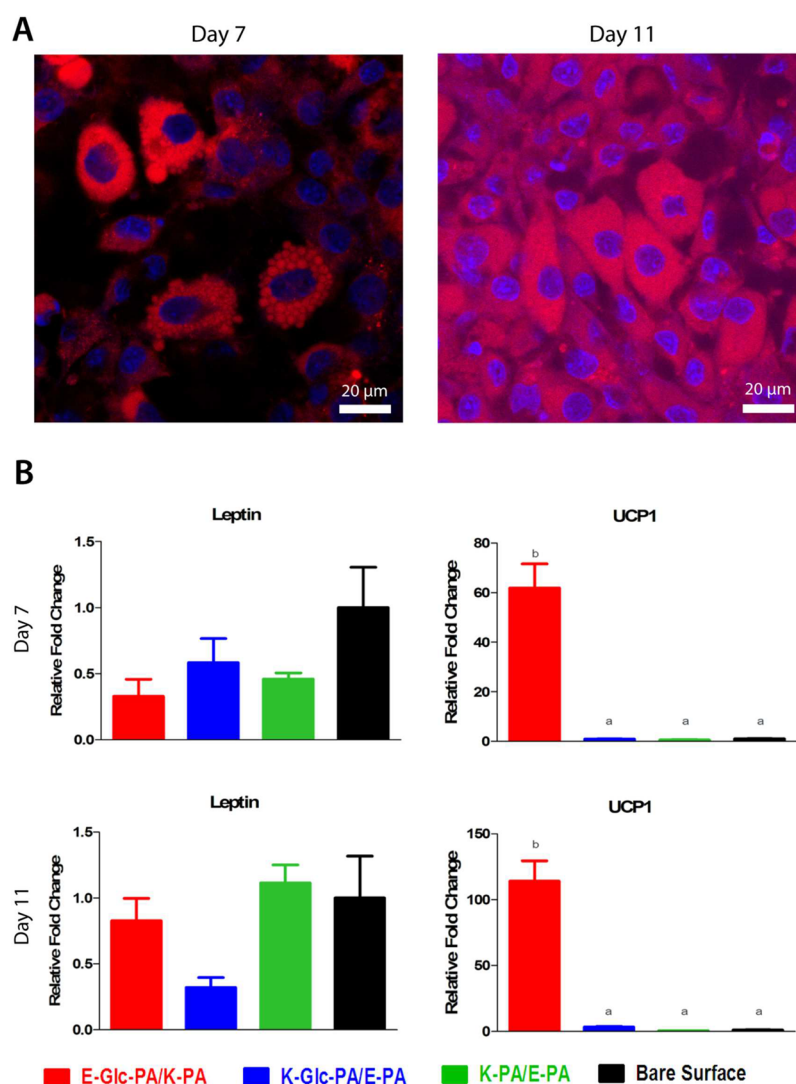 A
Day 7
Day 11
20 µm
20 µm
B
Leptin
UCP1
Day 7
Relative Fold Change
1.5
1.0
0.5
0.0
Relative Fold Change
80
60
40
20
0
b
a
a
a
Leptin
UCP1
Day 11
Relative Fold Change
1.5
1.0
0.5
0.0
Relative Fold Change
150
100
50
0
b
a
a
a
E-Glc-PA/K-PA
K-Glc-PA/E-PA
K-PA/E-PA
Bare Surface